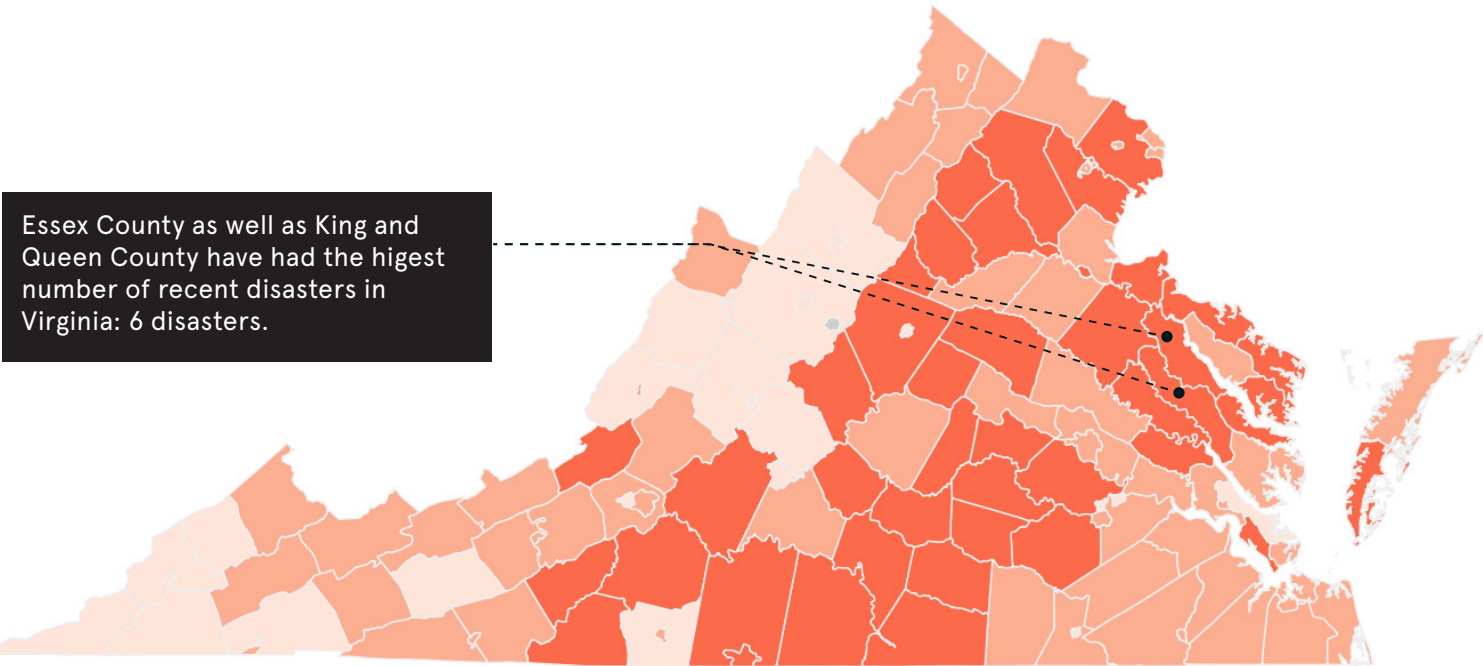 Essex County as well as King and
Queen County have had the higest
number of recent disasters in
Virginia: 6 disasters.